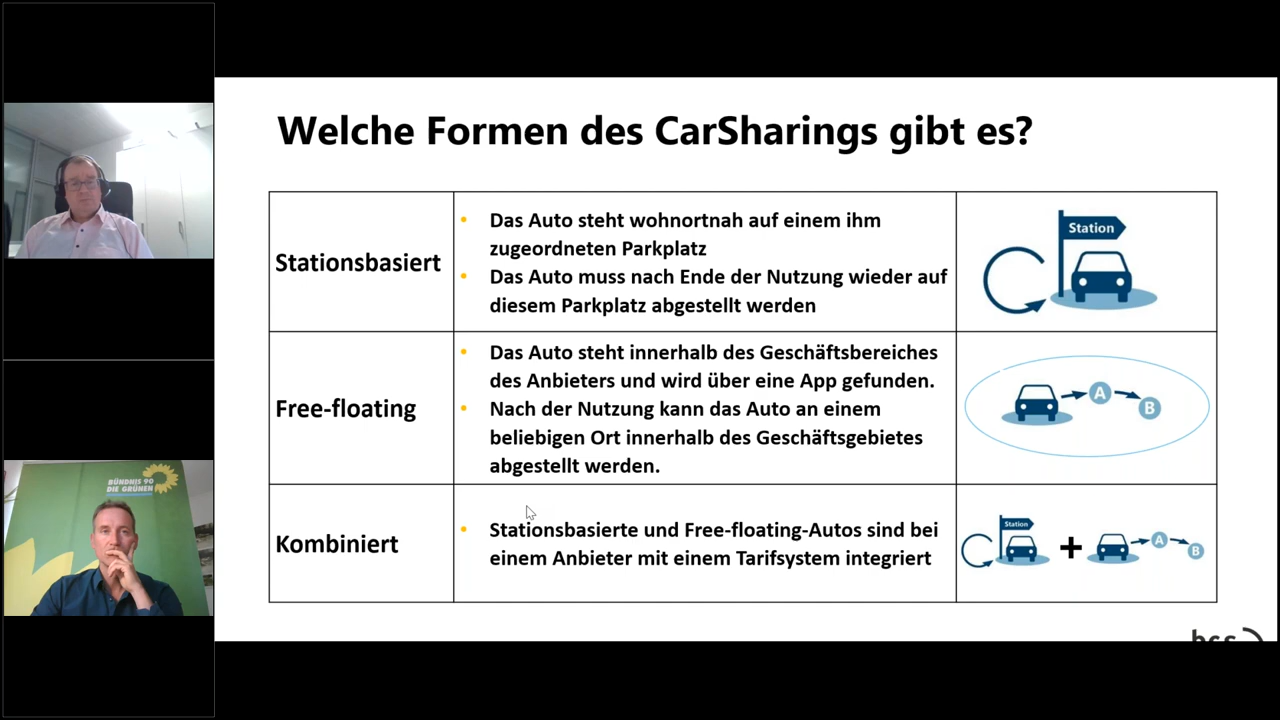 Welche Formen des CarSharings gibt es?
Stationsbasiert
• Das Auto steht wohnortnah auf einem ihm
zugeordneten Parkplatz
• Das Auto muss nach Ende der Nutzung wieder auf
diesem Parkplatz abgestellt werden
Station
Free-floating
• Das Auto steht innerhalb des Geschäftsbereiches
des Anbieters und wird über eine App gefunden.
• Nach der Nutzung kann das Auto an einem
beliebigen Ort innerhalb des Geschäftsgebietes
abgestellt werden.
A
B
Kombiniert
• Stationsbasierte und Free-floating-Autos sind bei
einem Anbieter mit einem Tarifsystem integriert
Station
+
A
B
BÜNDNIS 90
DIE GRÜNEN